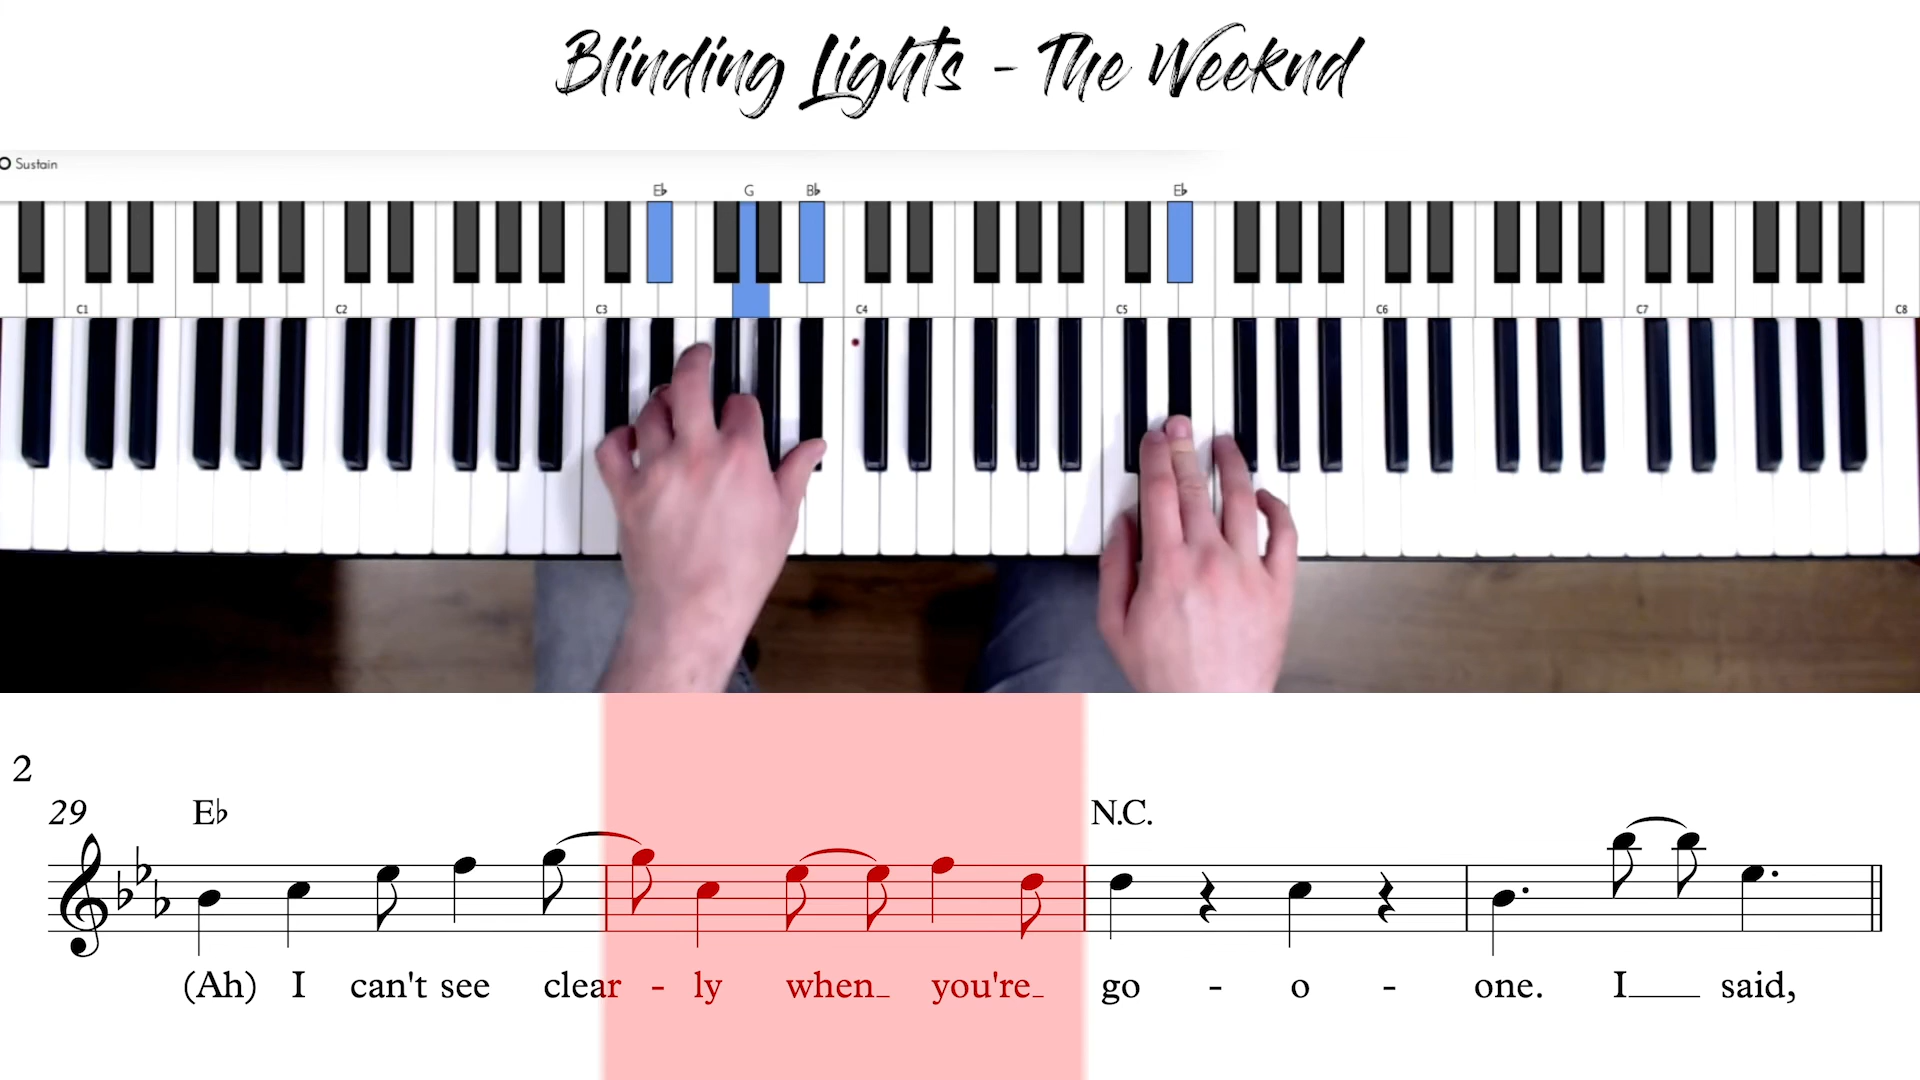 Blinding Lights - The Weeknd
Sustain
E♭ G B♭ E♭
C1 C2 C3 C4 C5 C6 C7 C8
2
29 E♭ N.C.
(Ah) I can't see clear - ly when_ you're_ go - o - one. I___ said,